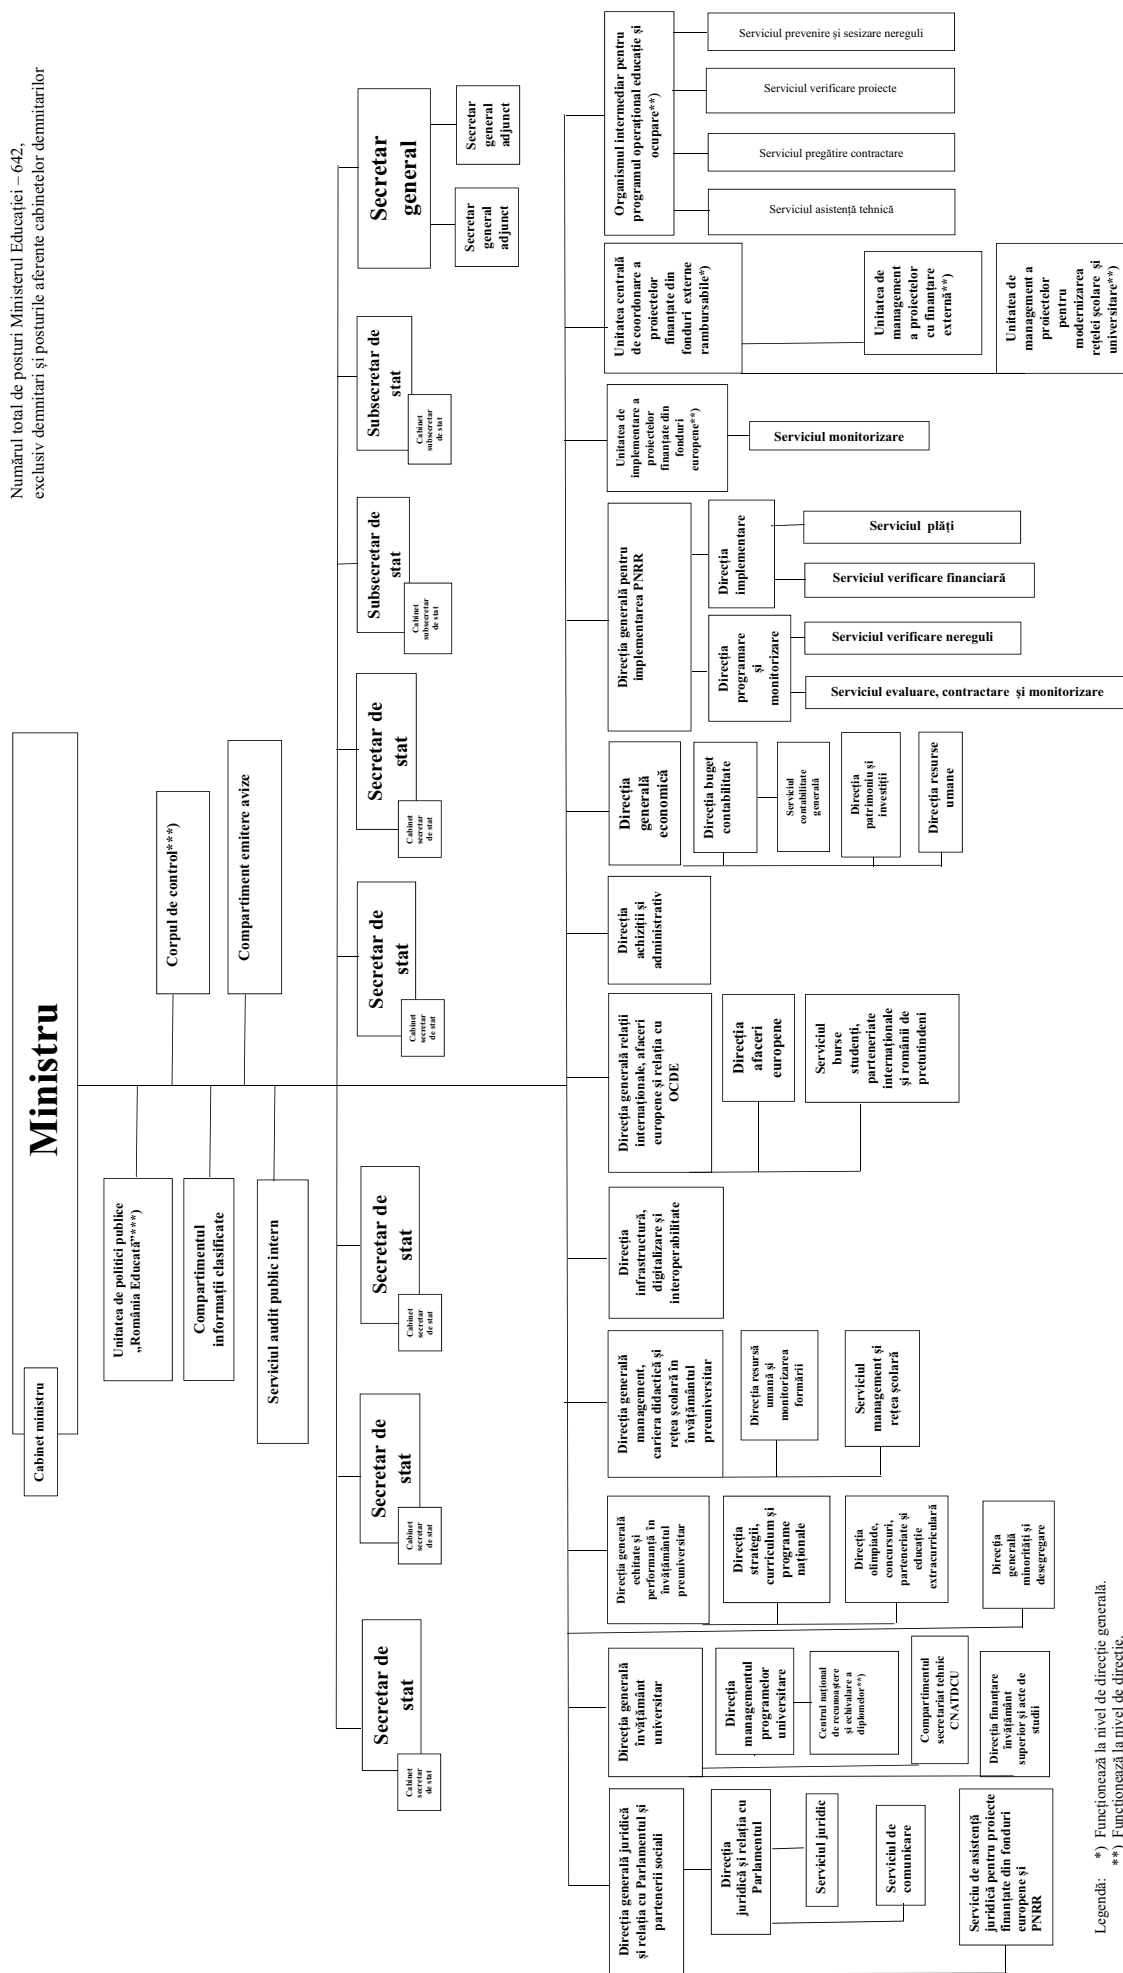 Numărul total de posturi Ministerul Educației – 642,
exclusiv demnitari și posturile aferente cabinetelor demnitarilor
Ministru
Cabinet ministru
Unitatea de politici publice
„România Educată”***)
Compartimentul
informații clasificate
Serviciul audit public intern
Corpul de control***)
Compartiment emitere avize
Secretar de
stat
Cabinet
secretar
de stat
Secretar de
stat
Cabinet
secretar
de stat
Secretar de
stat
Cabinet
secretar
de stat
Secretar de
stat
Cabinet
secretar
de stat
Secretar de
stat
Cabinet
secretar
de stat
Subsecretar de
stat
Cabinet
subsecretar
de stat
Subsecretar de
stat
Cabinet
subsecretar
de stat
Secretar
general
Secretar
general
adjunct
Secretar
general
adjunct
Direcția generală juridică
și relația cu Parlamentul și
partenerii sociali
Direcția
juridică și relația cu
Parlamentul
Serviciul juridic
Serviciul de
comunicare
Serviciu de asistență
juridică pentru proiecte
finanțate din fonduri
europene și
PNRR
Direcția generală
învățământ
universitar
Direcția
managementul
programelor
universitare
Centrul național
de recunoaștere
și echivalare a
diplomelor**)
Compartimentul
secretariat tehnic
CNATDCU
Direcția finanțare
învățământ
superior și acte de
studii
Direcția generală
echitate și
performanță în
învățământul
preuniversitar
Direcția
strategii,
curriculum și
programe
naționale
Direcția
olimpiade,
concursuri,
parteneriate și
educație
extracurriculară
Direcția
generală
minorități și
desegregare
Direcția generală
management,
cariera didactică și
rețea școlară în
învățământul
preuniversitar
Direcția resursă
umană și
monitorizarea
formării
Serviciul
management și
rețea școlară
Direcția
infrastructură,
digitalizare și
interoperabilitate
Direcția generală relații
internaționale, afaceri
europene și relația cu
OCDE
Direcția
afaceri
europene
Serviciul
burse
studenți,
parteneriate
internaționale
și românii de
pretutindeni
Direcția
achiziții și
administrativ
Direcția
generală
economică
Direcția buget
contabilitate
Serviciul
contabilitate
generală
Direcția
patrimoniu și
investiții
Direcția resurse
umane
Direcția generală pentru
implementarea PNRR
Direcția
programare
și
monitorizare
Direcția
implementare
Serviciul plăți
Serviciul verificare financiară
Serviciul verificare nereguli
Serviciul evaluare, contractare și monitorizare
Unitatea de
implementare a
proiectelor
finanțate din
fonduri
europene**)
Serviciul monitorizare
Unitatea centrală
de coordonare a
proiectelor
finanțate din
fonduri externe
rambursabile*)
Unitatea de
management
a proiectelor
cu finanțare
externă**)
Unitatea de
management a
proiectelor
pentru
modernizarea
rețelei școlare și
universitare**)
Organismul intermediar pentru
programul operațional educație și
ocupare**)
Serviciul asistență tehnică
Serviciul pregătire contractare
Serviciul verificare proiecte
Serviciul prevenire și sesizare nereguli
Legendă: *) Funcționează la nivel de direcție generală.
**) Funcționează la nivel de direcție.